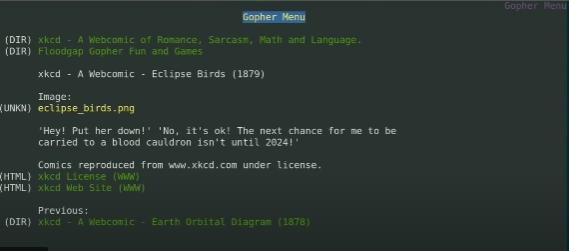 Gopher Menu
Gopher Menu
(DIR) xkcd - A Webcomic of Romance, Sarcasm, Math and Language.
(DIR) Floodgap Gopher Fun and Games
xkcd - A Webcomic - Eclipse Birds (1879)
Image:
(UNKN) eclipse_birds.png
'Hey! Put her down!' 'No, it's ok! The next chance for me to be
carried to a blood cauldron isn't until 2024!'
Comics reproduced from www.xkcd.com under license.
(HTML) xkcd License (WWW)
(HTML) xkcd Web Site (WWW)
Previous:
(DIR) xkcd - A Webcomic - Earth Orbital Diagram (1878)